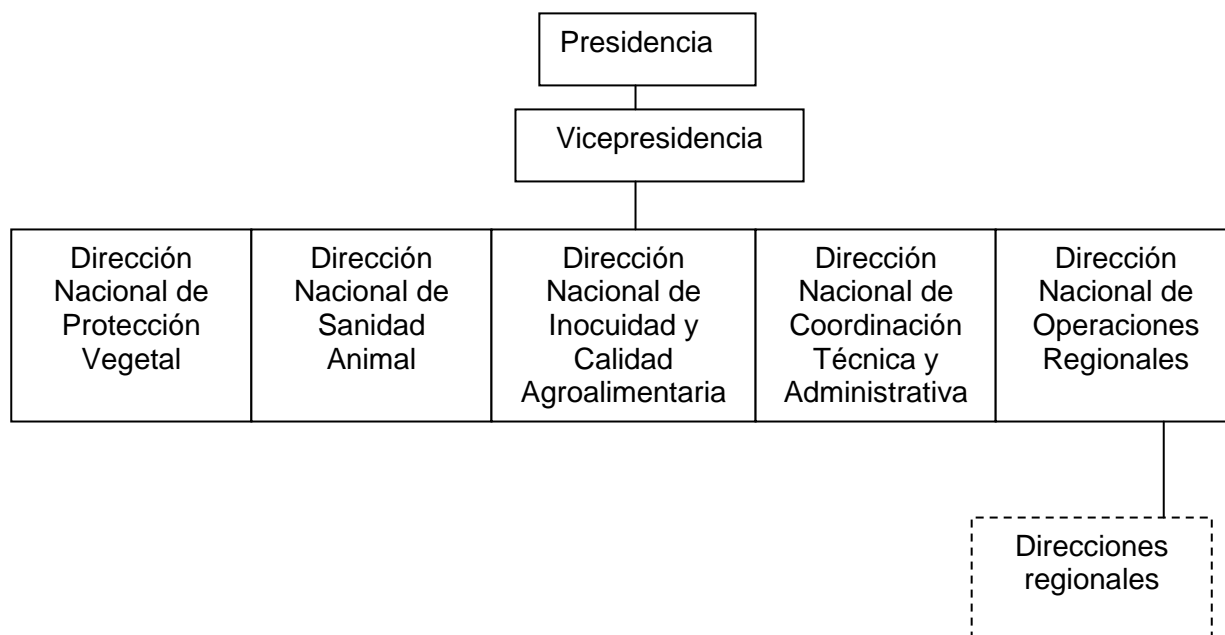 Presidencia
Vicepresidencia
Dirección
Nacional de
Protección
Vegetal
Dirección
Nacional de
Sanidad
Animal
Dirección
Nacional de
Inocuidad y
Calidad
Agroalimentaria
Dirección
Nacional de
Coordinación
Técnica y
Administrativa
Dirección
Nacional de
Operaciones
Regionales
Direcciones
regionales